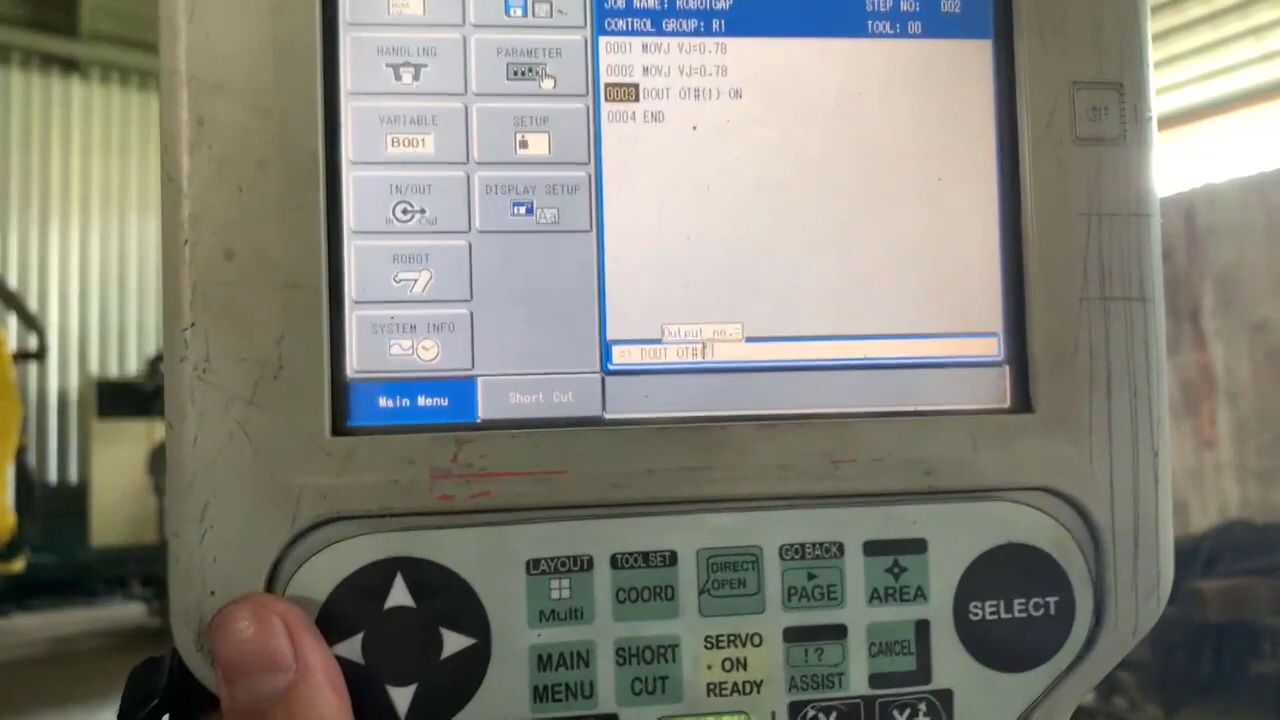 JOB NAME: ROBOTGAP
STEP NO: 002
CONTROL GROUP: R1
TOOL: 00
HANDLING
PARAMETER
VARIABLE
B001
SETUP
IN/OUT
In Out
DISPLAY SETUP
Aa
ROBOT
SYSTEM INFO
0001 MOVJ VJ=0.78
0002 MOVJ VJ=0.78
0003 DOUT OT#(1) ON
0004 END
Output no.=
=> DOUT OT#(
Main Menu
Short Cut
LAYOUT
Multi
TOOL SET
COORD
DIRECT
OPEN
GO BACK
PAGE
AREA
SELECT
MAIN
MENU
SHORT
CUT
SERVO
ON
READY
!?
ASSIST
CANCEL